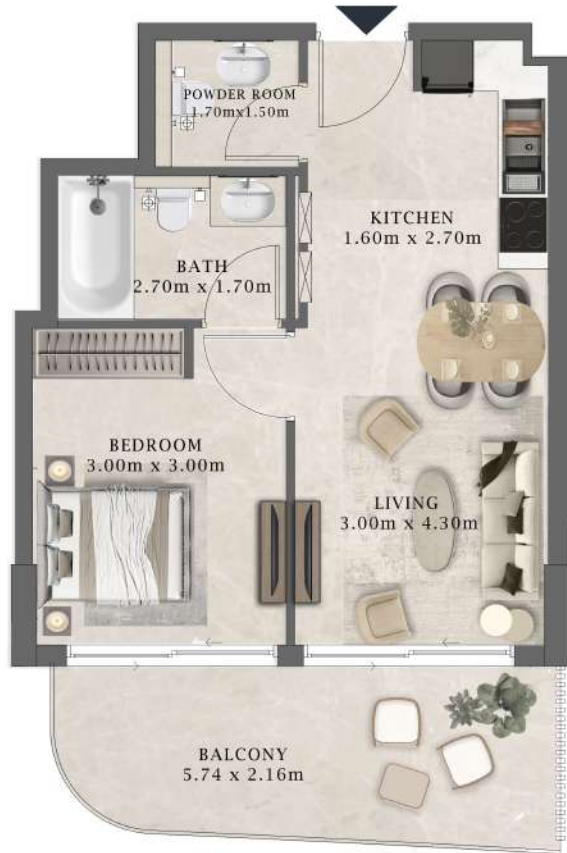 POWDER ROOM
1.70mx1.50m
KITCHEN
1.60m x 2.70m
BATH
2.70m x 1.70m
BEDROOM
3.00m x 3.00m
LIVING
3.00m x 4.30m
BALCONY
5.74 x 2.16m